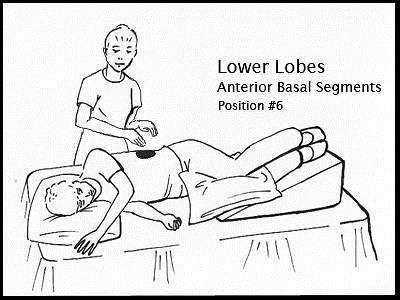 Lower Lobes
Anterior Basal Segments
Position #6